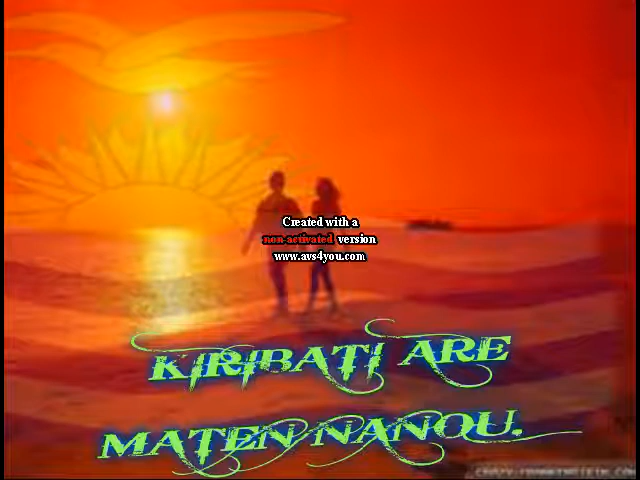 Created with a
non-activated version
www.avs4you.com
KIRIBATI ARE
MATEN NANOU.